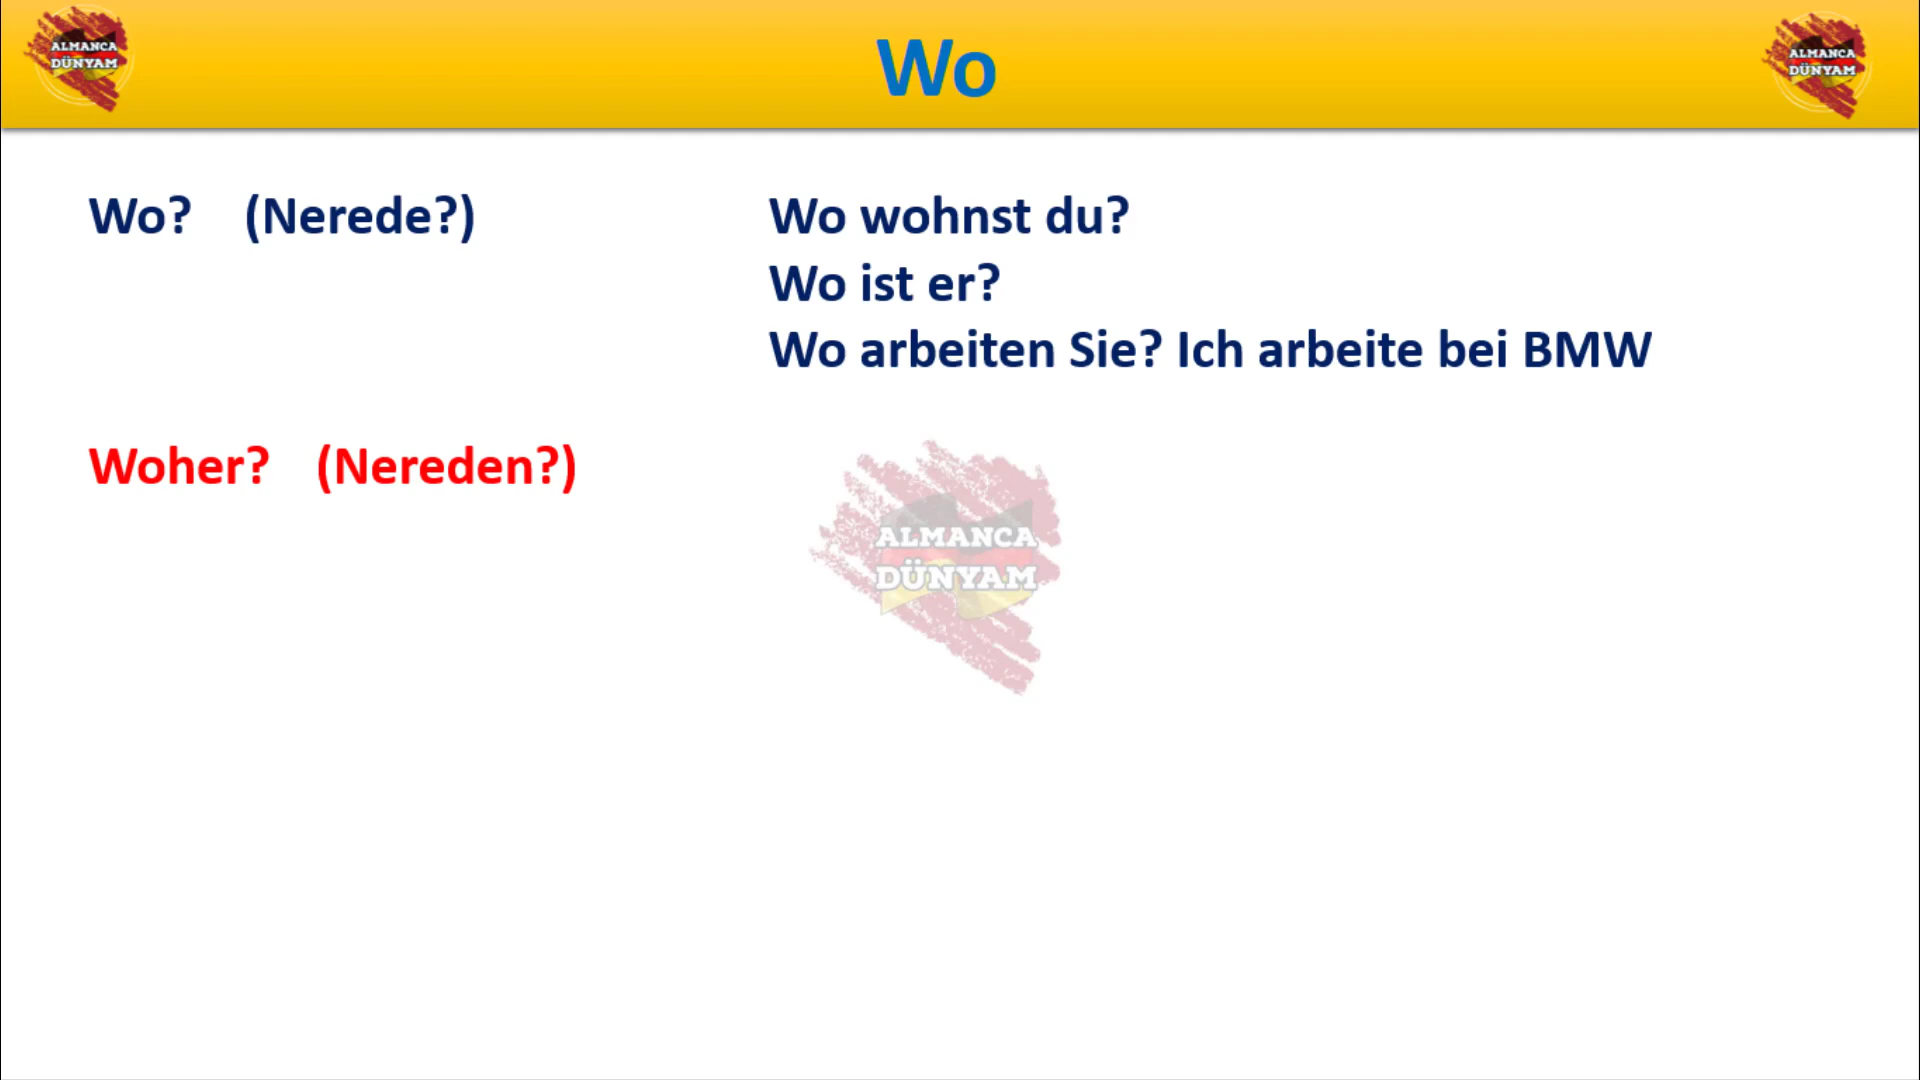 ALMANCA
DÜNYAM
Wo
ALMANCA
DÜNYAM
Wo? (Nerede?)
Wo wohnst du?
Wo ist er?
Wo arbeiten Sie? Ich arbeite bei BMW
Woher? (Nereden?)
ALMANCA
DÜNYAM